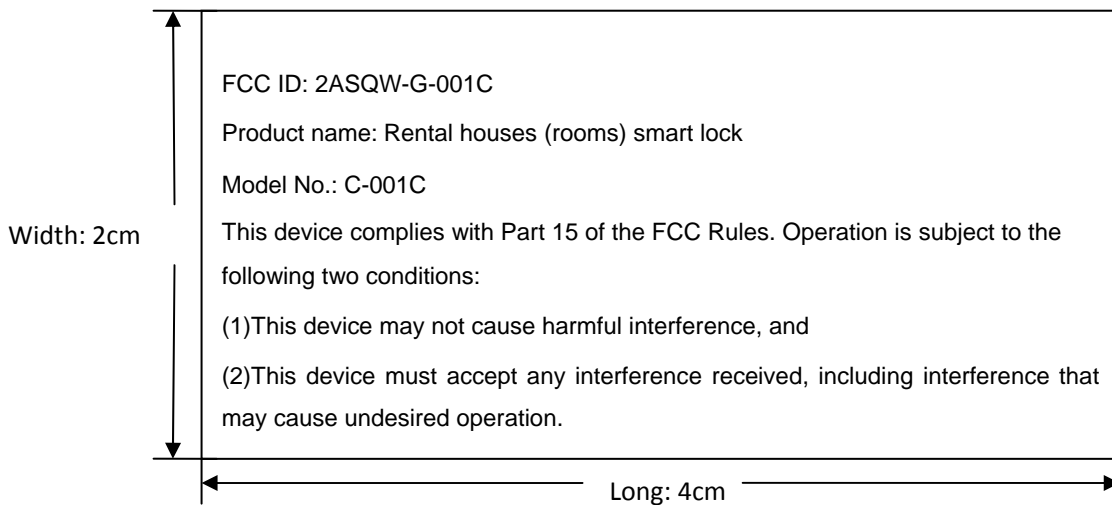 FCC ID: 2ASQW-G-001C
Product name: Rental houses (rooms) smart lock
Model No.: C-001C
Width: 2cm
This device complies with Part 15 of the FCC Rules. Operation is subject to the
following two conditions:
(1)This device may not cause harmful interference, and
(2)This device must accept any interference received, including interference that
may cause undesired operation.
Long: 4cm